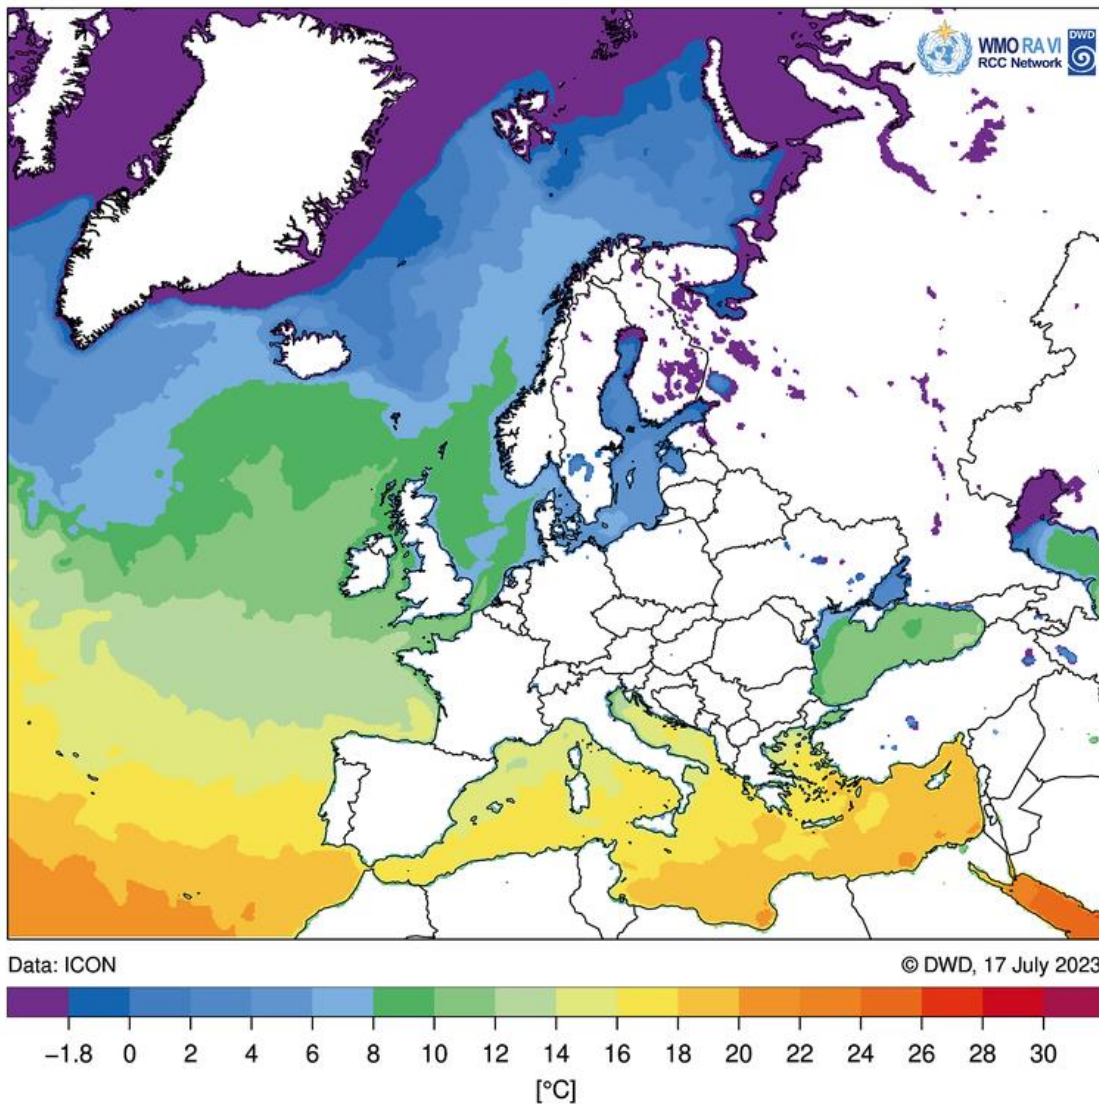 WMO RA VI
RCC Network
DWD
Data: ICON
© DWD, 17 July 2023
−1.8 0 2 4 6 8 10 12 14 16 18 20 22 24 26 28 30
[°C]